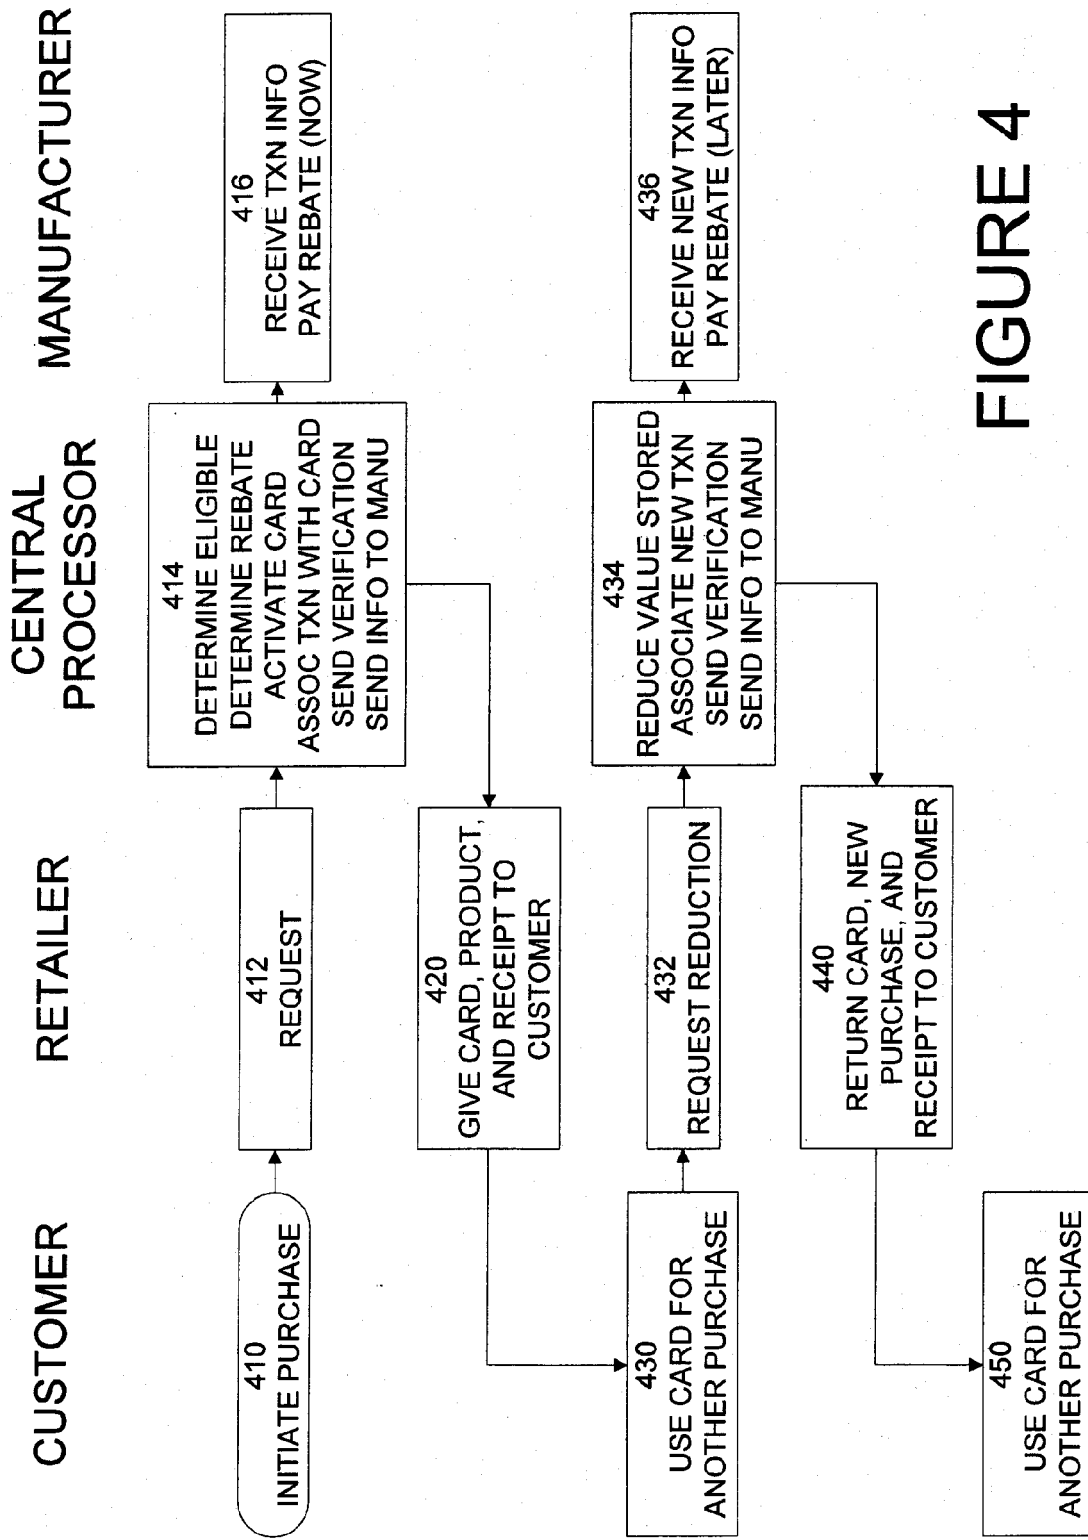 CUSTOMER
RETAILER
CENTRAL
PROCESSOR
MANUFACTURER
410
INITIATE PURCHASE
412
REQUEST
414
DETERMINE ELIGIBLE
DETERMINE REBATE
ACTIVATE CARD
ASSOC TXN WITH CARD
SEND VERIFICATION
SEND INFO TO MANU
416
RECEIVE TXN INFO
PAY REBATE (NOW)
420
GIVE CARD, PRODUCT,
AND RECEIPT TO
CUSTOMER
430
USE CARD FOR
ANOTHER PURCHASE
432
REQUEST REDUCTION
434
REDUCE VALUE STORED
ASSOCIATE NEW TXN
SEND VERIFICATION
SEND INFO TO MANU
436
RECEIVE NEW TXN INFO
PAY REBATE (LATER)
440
RETURN CARD, NEW
PURCHASE, AND
RECEIPT TO CUSTOMER
450
USE CARD FOR
ANOTHER PURCHASE
FIGURE 4